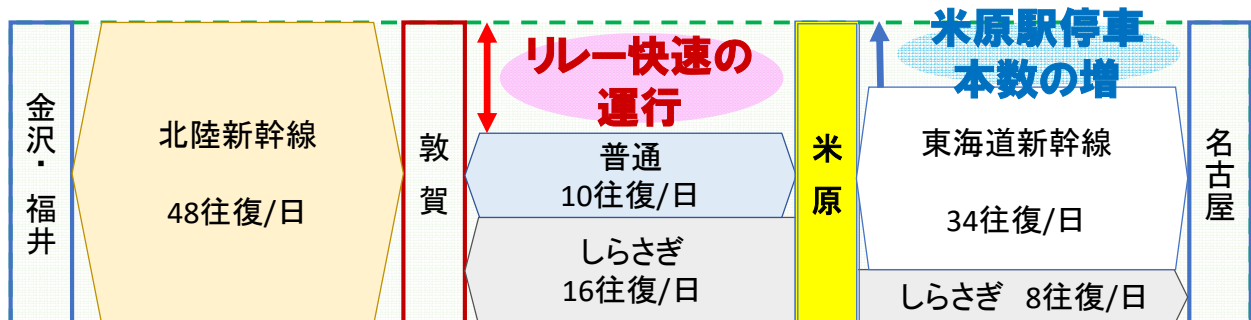 金沢・福井
北陸新幹線
48往復/日
敦賀
リレー快速の
運行
普通
10往復/日
しらさぎ
16往復/日
米原
米原駅停車
本数の増
東海道新幹線
34往復/日
しらさぎ 8往復/日
名古屋